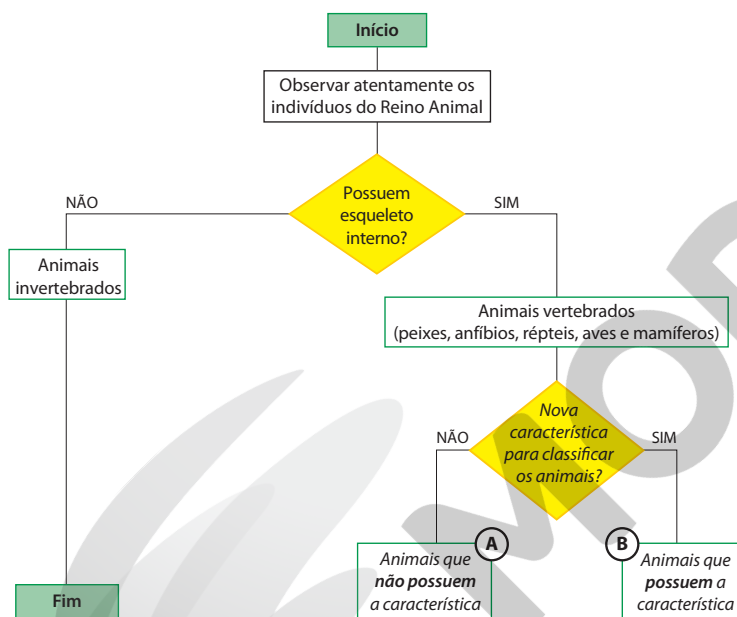 Início
Observar atentamente os
indivíduos do Reino Animal
Possuem
esqueleto
interno?
NÃO
SIM
Animais
invertebrados
Animais vertebrados
(peixes, anfíbios, répteis, aves e mamíferos)
Nova
característica
para classificar
os animais?
NÃO
SIM
A
Animais que
não possuem
a característica
B
Animais que
possuem a
característica
Fim
MOD